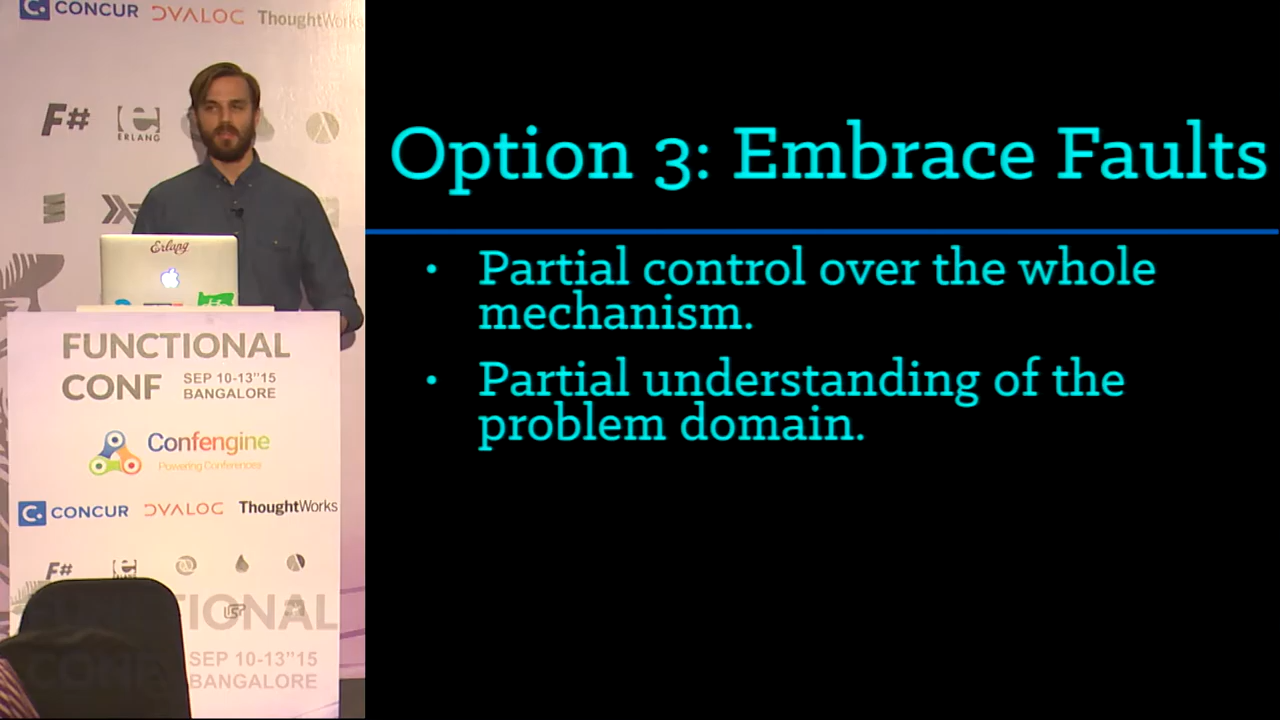 CONCUR DVALOC ThoughtWorks
F# ERLANG
Erlang
FUNCTIONAL
CONF SEP 10-13"15
BANGALORE
Confengine
Powering Conferences
CONCUR DVALOC ThoughtWorks
F#
FUNCTIONAL
SEP 10-13"15
BANGALORE
Option 3: Embrace Faults
• Partial control over the whole
mechanism.
• Partial understanding of the
problem domain.